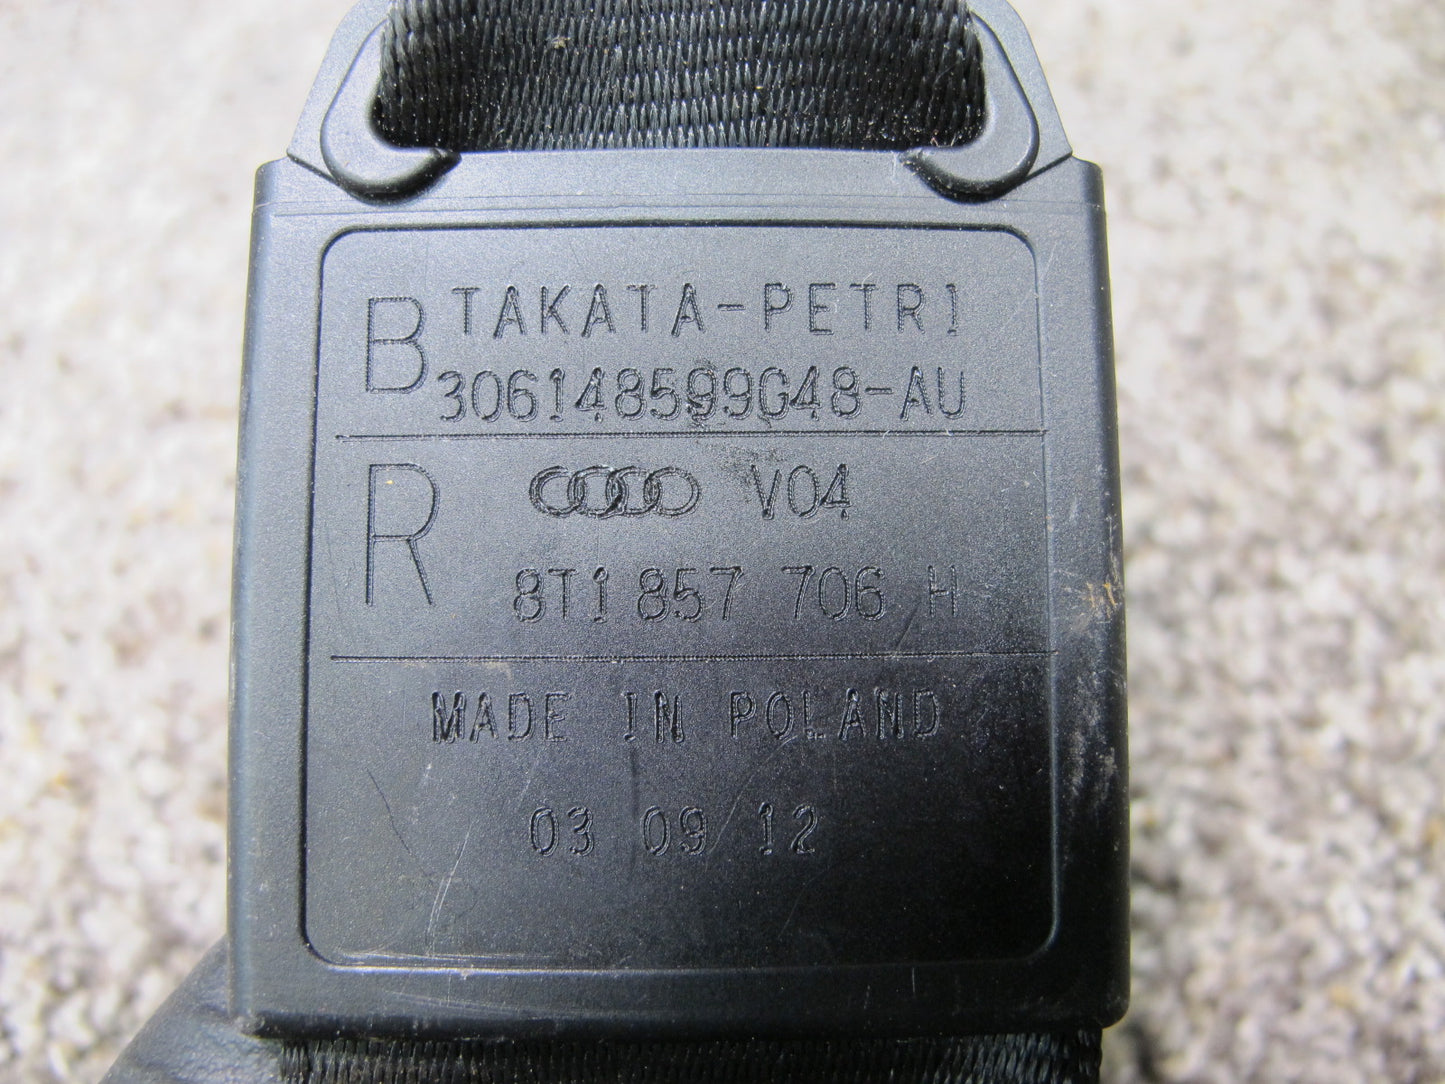 B TAKATA-PETRI
306148599G48-AU
R V04
8T1 857 706 H
MADE IN POLAND
03 09 12